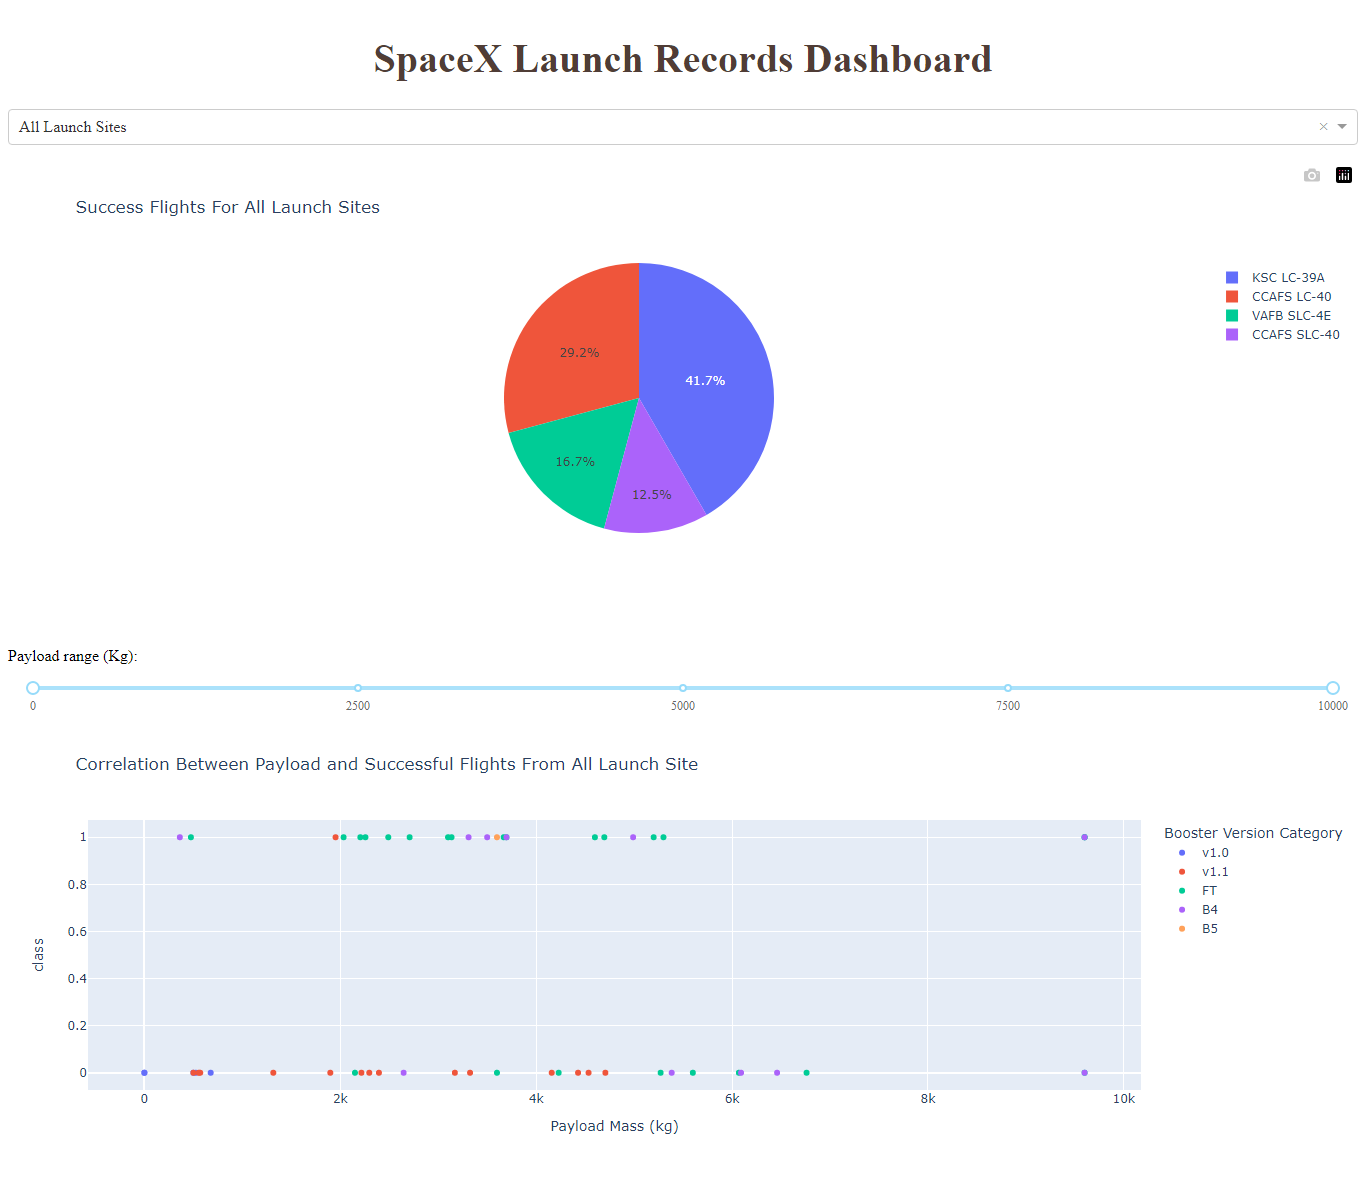 SpaceX Launch Records Dashboard
All Launch Sites
Success Flights For All Launch Sites
KSC LC-39A
CCAFS LC-40
VAFB SLC-4E
CCAFS SLC-40
29.2%
41.7%
16.7%
12.5%
Payload range (Kg):
0 2500 5000 7500 10000
Correlation Between Payload and Successful Flights From All Launch Site
Booster Version Category
v1.0
v1.1
FT
B4
B5
class
1
0.8
0.6
0.4
0.2
0
0 2k 4k 6k 8k 10k
Payload Mass (kg)